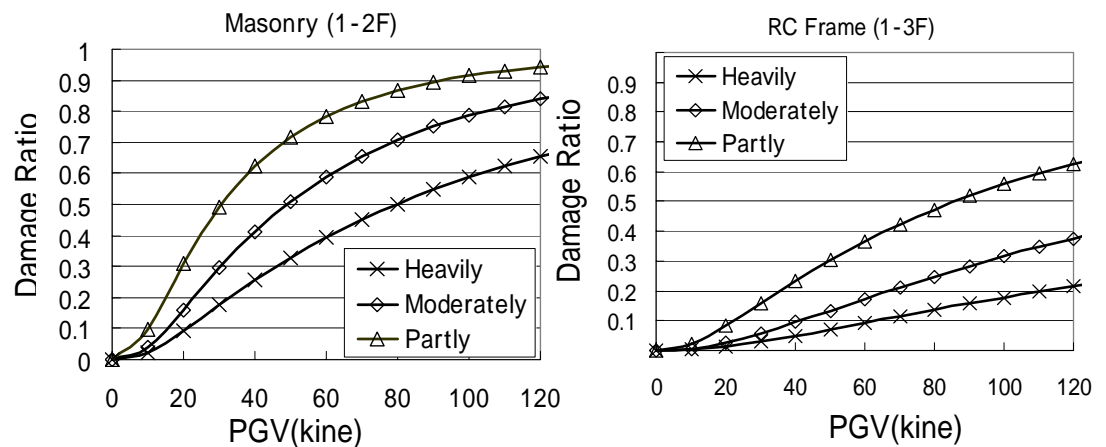 Masonry (1-2F)
Damage Ratio
1
0.9
0.8
0.7
0.6
0.5
0.4
0.3
0.2
0.1
0
Heavily
Moderately
Partly
0 20 40 60 80 100 120
PGV(kine)
RC Frame (1-3F)
Damage Ratio
0.9
0.8
0.7
0.6
0.5
0.4
0.3
0.2
0.1
Heavily
Moderately
Partly
0 20 40 60 80 100 120
PGV(kine)